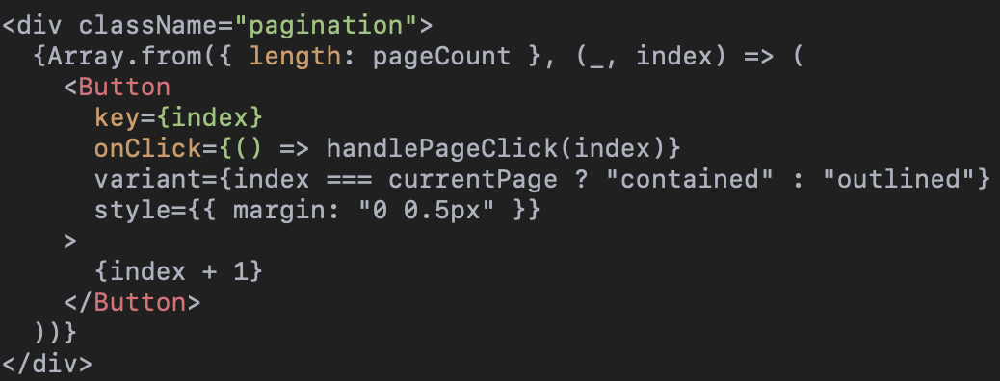 <div className="pagination">
  {Array.from({ length: pageCount }, (_, index) => (
    <Button
      key={index}
      onClick={() => handlePageClick(index)}
      variant={index === currentPage ? "contained" : "outlined"}
      style={{ margin: "0 0.5px" }}
    >
      {index + 1}
    </Button>
  ))}
</div>